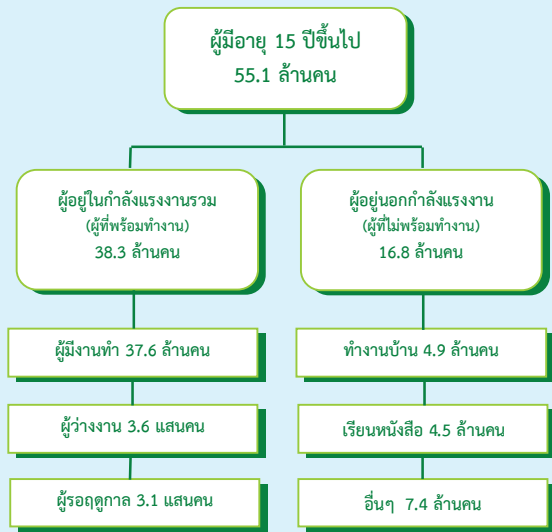 ผู้มีอายุ 15 ปีขึ้นไป
55.1 ล้านคน
ผู้อยู่ในกำลังแรงงานรวม
(ผู้ที่พร้อมทำงาน)
38.3 ล้านคน
ผู้อยู่นอกกำลังแรงงาน
(ผู้ที่ไม่พร้อมทำงาน)
16.8 ล้านคน
ผู้มีงานทำ 37.6 ล้านคน
ทำงานบ้าน 4.9 ล้านคน
ผู้ว่างงาน 3.6 แสนคน
เรียนหนังสือ 4.5 ล้านคน
ผู้รอฤดูกาล 3.1 แสนคน
อื่นๆ 7.4 ล้านคน